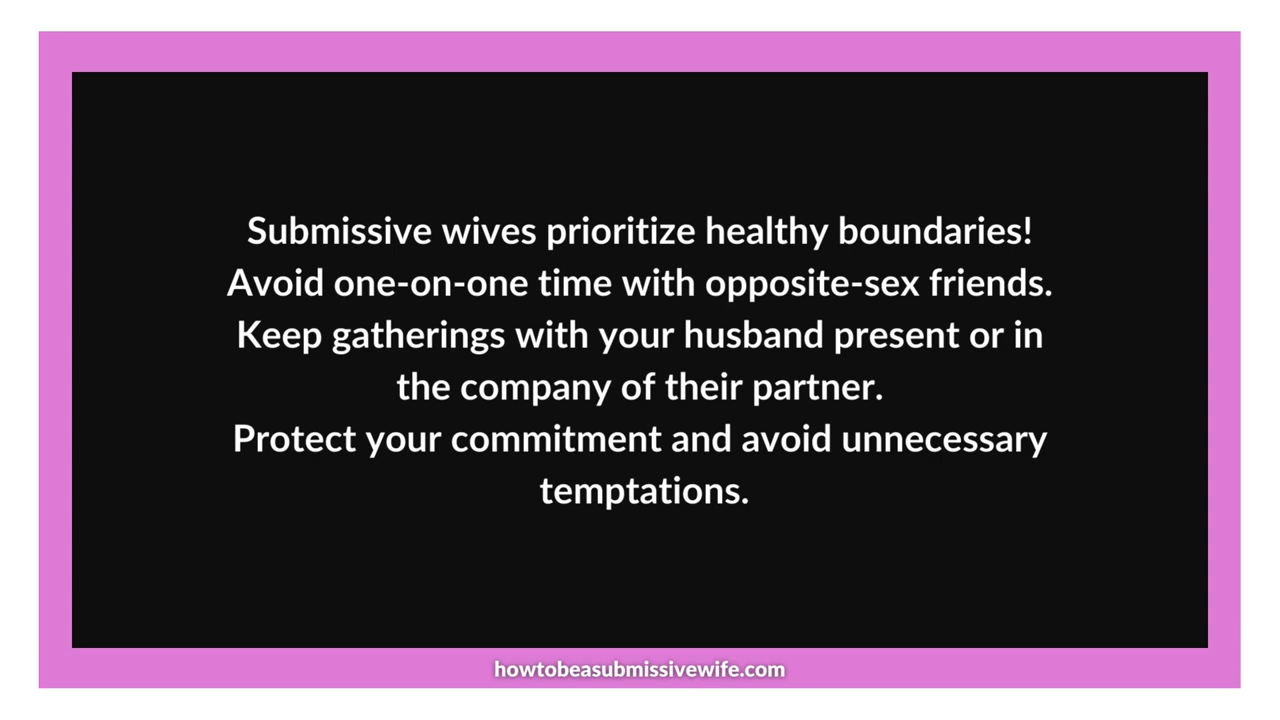 Submissive wives prioritize healthy boundaries!
Avoid one-on-one time with opposite-sex friends.
Keep gatherings with your husband present or in
the company of their partner.
Protect your commitment and avoid unnecessary
temptations.
howtobeasubmissivewife.com